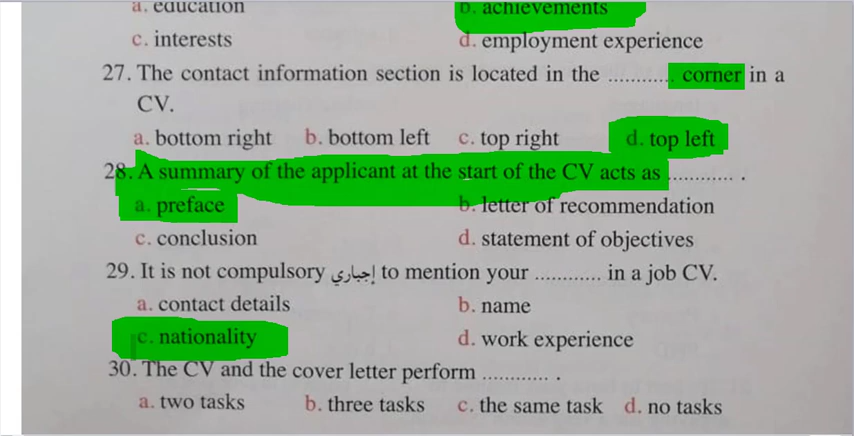 a. education b. achievements
c. interests d. employment experience
27. The contact information section is located in the ........... corner in a
CV.
a. bottom right b. bottom left c. top right d. top left
28. A summary of the applicant at the start of the CV acts as ............ .
a. preface b. letter of recommendation
c. conclusion d. statement of objectives
29. It is not compulsory إجباري to mention your ............ in a job CV.
a. contact details b. name
c. nationality d. work experience
30. The CV and the cover letter perform ............ .
a. two tasks b. three tasks c. the same task d. no tasks